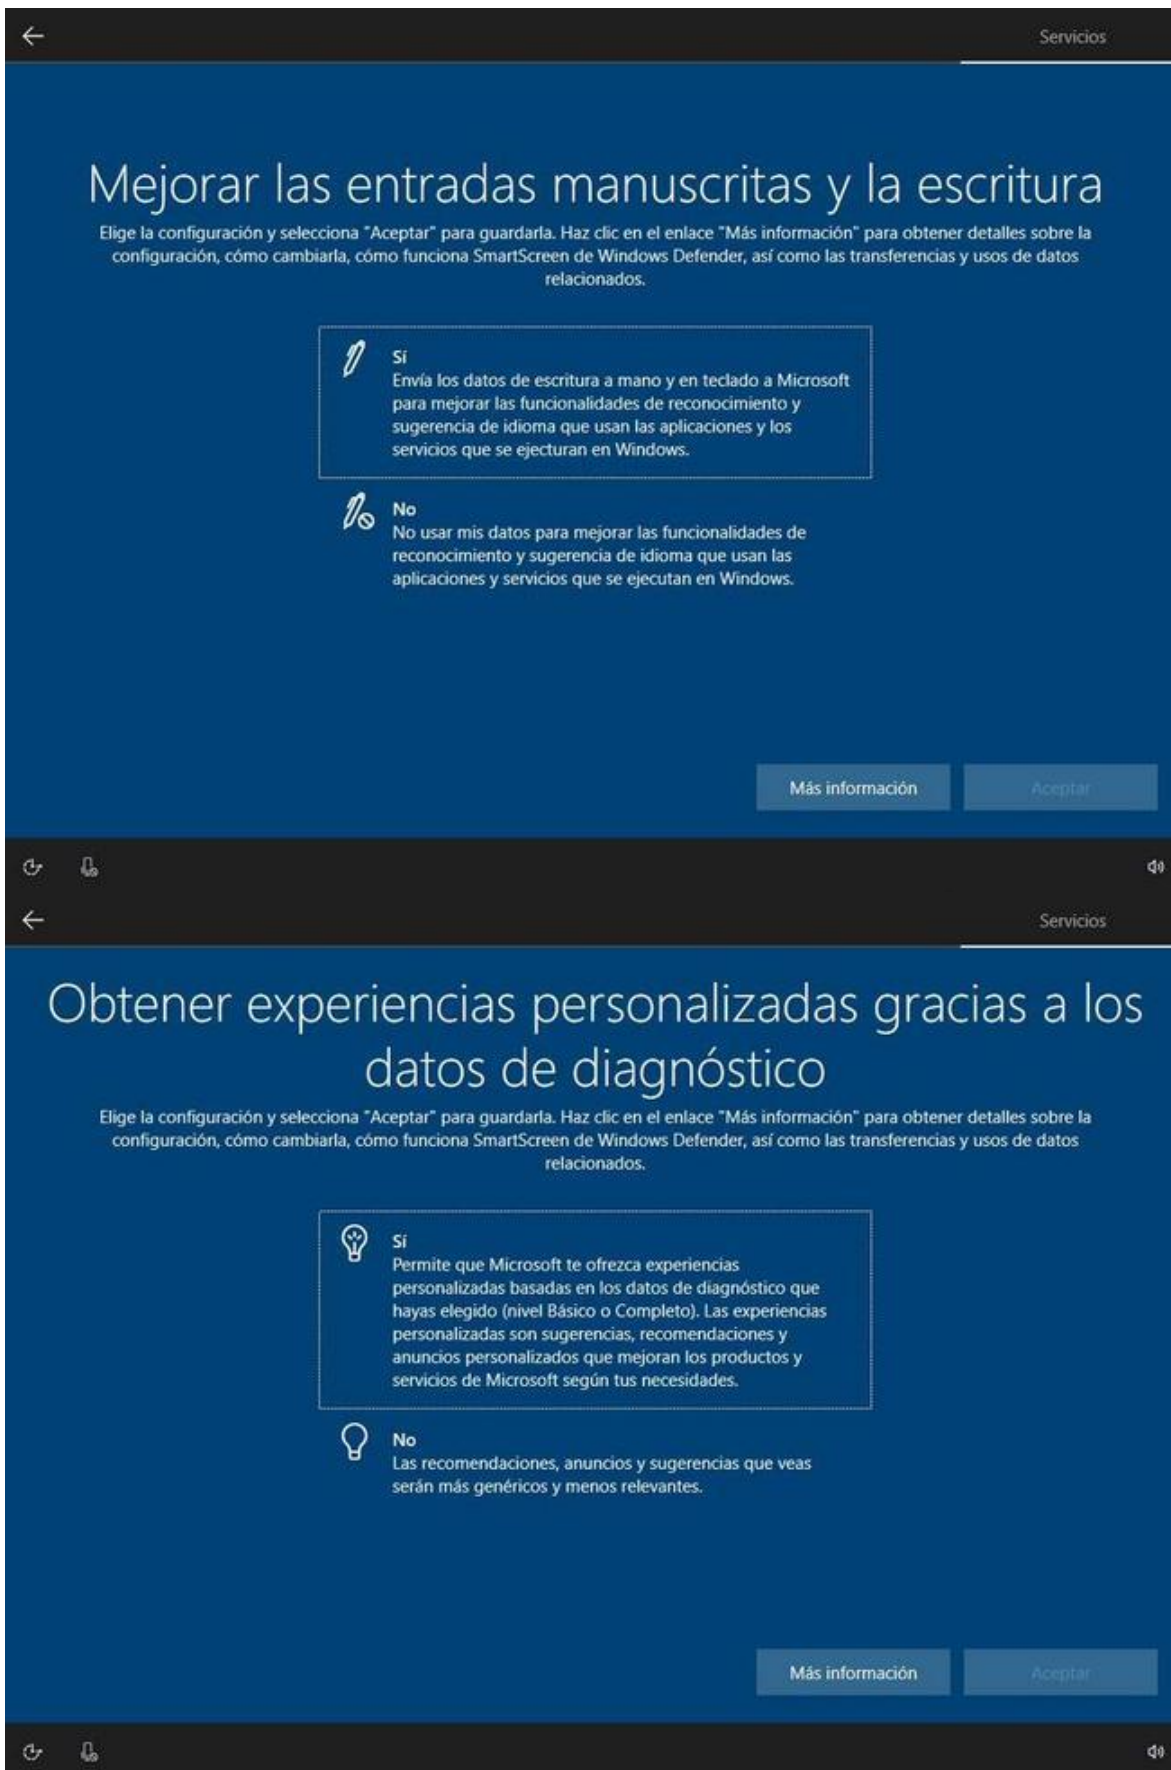 Servicios
Mejorar las entradas manuscritas y la escritura
Elige la configuración y selecciona "Aceptar" para guardarla. Haz clic en el enlace "Más información" para obtener detalles sobre la
configuración, cómo cambiarla, cómo funciona SmartScreen de Windows Defender, así como las transferencias y usos de datos
relacionados.
Sí
Envía los datos de escritura a mano y en teclado a Microsoft
para mejorar las funcionalidades de reconocimiento y
sugerencia de idioma que usan las aplicaciones y los
servicios que se ejecturan en Windows.
No
No usar mis datos para mejorar las funcionalidades de
reconocimiento y sugerencia de idioma que usan las
aplicaciones y servicios que se ejecutan en Windows.
Más información
Aceptar
Servicios
Obtener experiencias personalizadas gracias a los
datos de diagnóstico
Elige la configuración y selecciona "Aceptar" para guardarla. Haz clic en el enlace "Más información" para obtener detalles sobre la
configuración, cómo cambiarla, cómo funciona SmartScreen de Windows Defender, así como las transferencias y usos de datos
relacionados.
Sí
Permite que Microsoft te ofrezca experiencias
personalizadas basadas en los datos de diagnóstico que
hayas elegido (nivel Básico o Completo). Las experiencias
personalizadas son sugerencias, recomendaciones y
anuncios personalizados que mejoran los productos y
servicios de Microsoft según tus necesidades.
No
Las recomendaciones, anuncios y sugerencias que veas
serán más genéricos y menos relevantes.
Más información
Aceptar